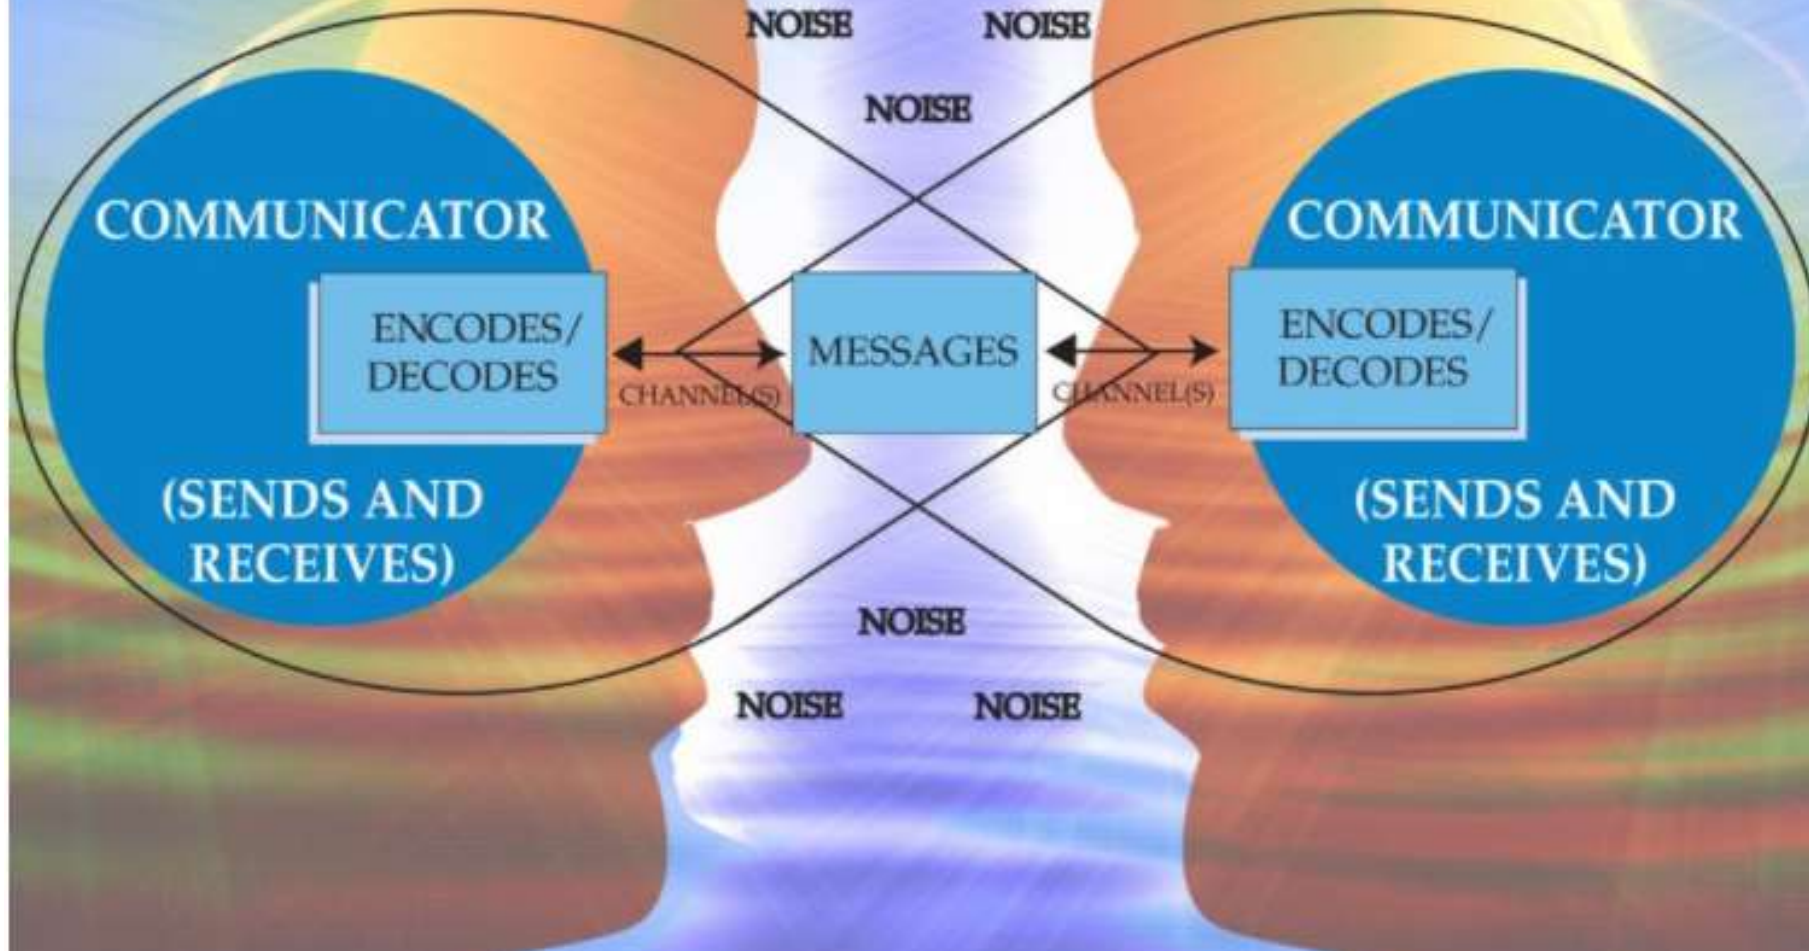 NOISE NOISE
NOISE
COMMUNICATOR
ENCODES/
DECODES
(SENDS AND
RECEIVES)
CHANNEL(S)
MESSAGES
CHANNEL(S)
COMMUNICATOR
ENCODES/
DECODES
(SENDS AND
RECEIVES)
NOISE
NOISE NOISE